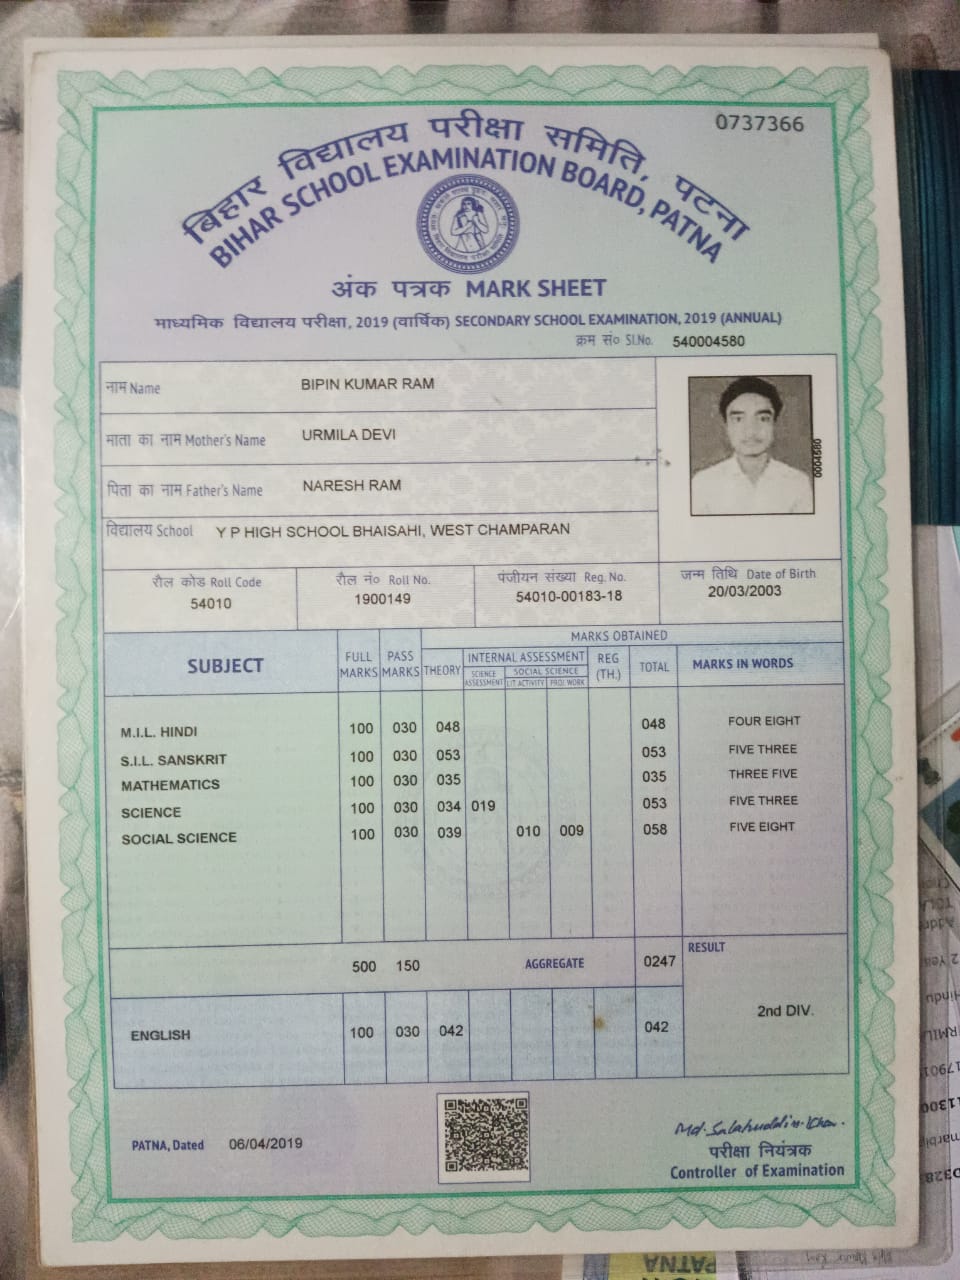 0737366
बिहार विद्यालय परीक्षा समिति, पटना
BIHAR SCHOOL EXAMINATION BOARD, PATNA
अंक पत्रक MARK SHEET
माध्यमिक विद्यालय परीक्षा, 2019 (वार्षिक) SECONDARY SCHOOL EXAMINATION, 2019 (ANNUAL)
क्रम सं० Sl.No. 540004580
नाम Name BIPIN KUMAR RAM
माता का नाम Mother's Name URMILA DEVI
पिता का नाम Father's Name NARESH RAM
विद्यालय School Y P HIGH SCHOOL BHAISAHI, WEST CHAMPARAN
0004580
रौल कोड Roll Code रौल नं० Roll No. पंजीयन संख्या Reg. No. जन्म तिथि Date of Birth
54010 1900149 54010-00183-18 20/03/2003
MARKS OBTAINED
SUBJECT FULL MARKS PASS MARKS THEORY INTERNAL ASSESSMENT REG (TH.) TOTAL MARKS IN WORDS
SCIENCE ASSESSMENT SOCIAL SCIENCE
LIT ACTIVITY PROJ WORK
M.I.L. HINDI 100 030 048 048 FOUR EIGHT
S.I.L. SANSKRIT 100 030 053 053 FIVE THREE
MATHEMATICS 100 030 035 035 THREE FIVE
SCIENCE 100 030 034 019 053 FIVE THREE
SOCIAL SCIENCE 100 030 039 010 009 058 FIVE EIGHT
500 150 AGGREGATE 0247 RESULT
2nd DIV.
ENGLISH 100 030 042 042
PATNA, Dated 06/04/2019
Md. Salahuddin Khan.
परीक्षा नियंत्रक
Controller of Examination
PATNA